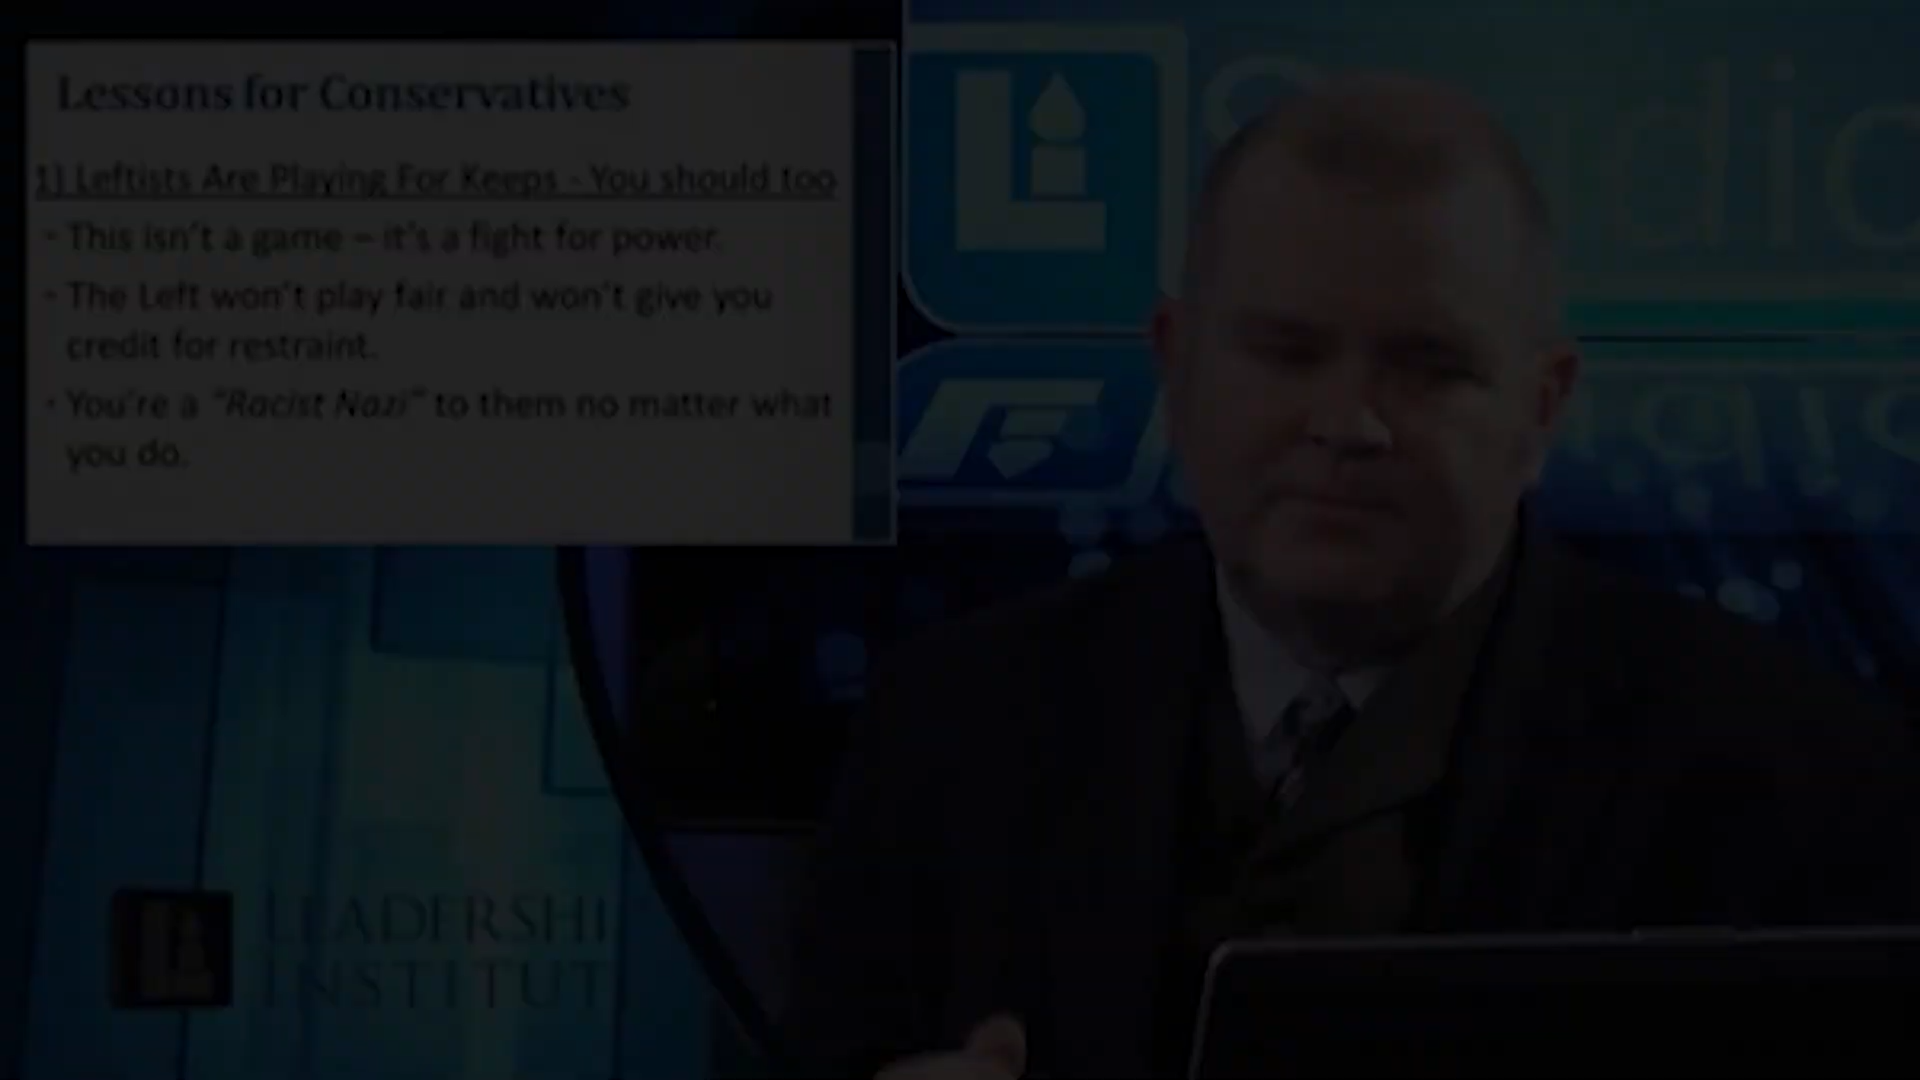 Lessons for Conservatives
1) Leftists Are Playing For Keeps - You should too
- This isn't a game – it's a fight for power.
- The Left won't play fair and won't give you
credit for restraint.
- You're a "Racist Nazi" to them no matter what
you do.
LEADERSHI
INSTITUT